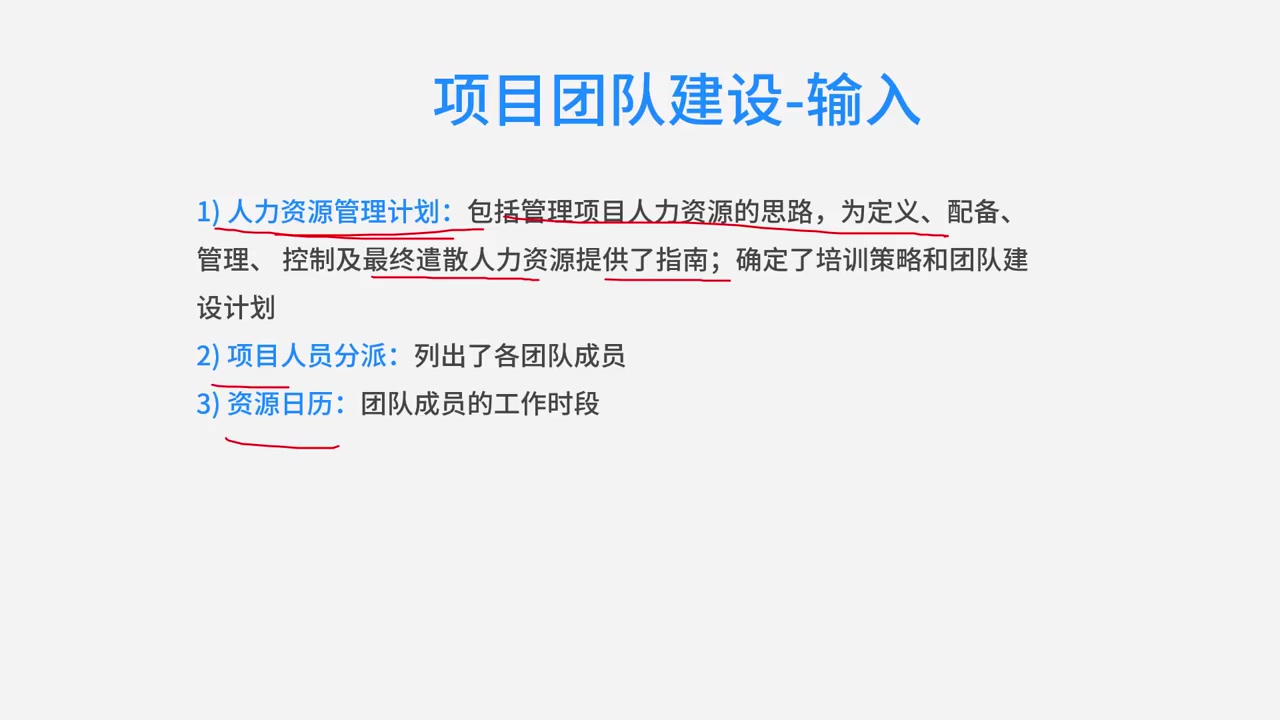 项目团队建设-输入
1) 人力资源管理计划：包括管理项目人力资源的思路，为定义、配备、
管理、 控制及最终遣散人力资源提供了指南；确定了培训策略和团队建
设计划
2) 项目人员分派：列出了各团队成员
3) 资源日历：团队成员的工作时段